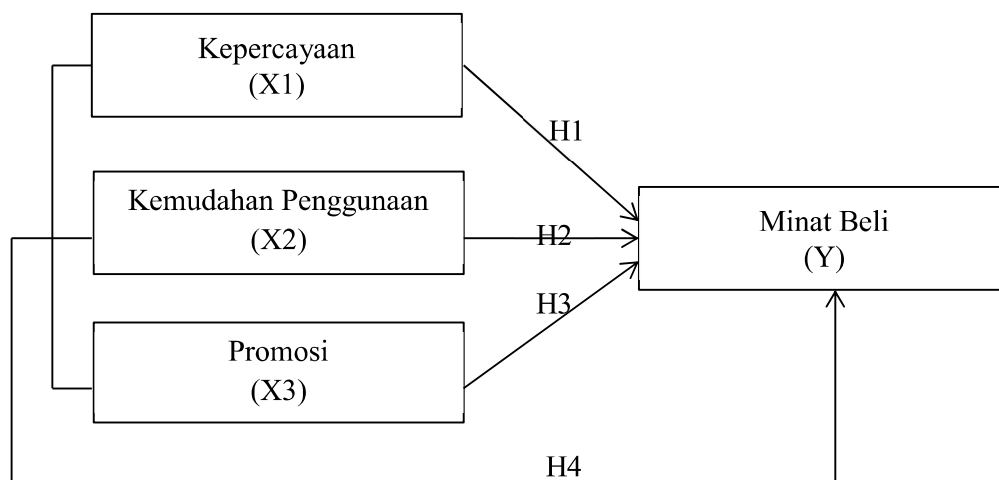 Kepercayaan
(X1)
H1
Kemudahan Penggunaan
(X2)
H2
Minat Beli
(Y)
H3
Promosi
(X3)
H4